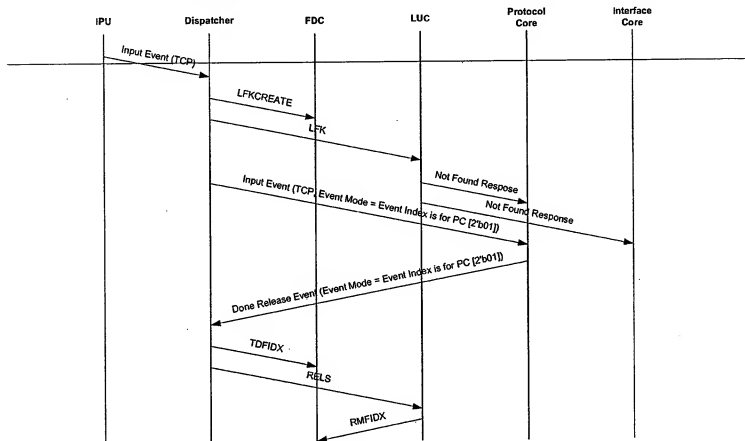 IPU
Dispatcher
FDC
LUC
Protocol
Core
Interface
Core
Input Event (TCP)
LFKCREATE
LFK
Not Found Respose
Not Found Response
Input Event (TCP, Event Mode = Event Index is for PC [2'b01])
Done Release Event (Event Mode = Event Index is for PC [2'b01])
TDFIDX
RELS
RMFIDX